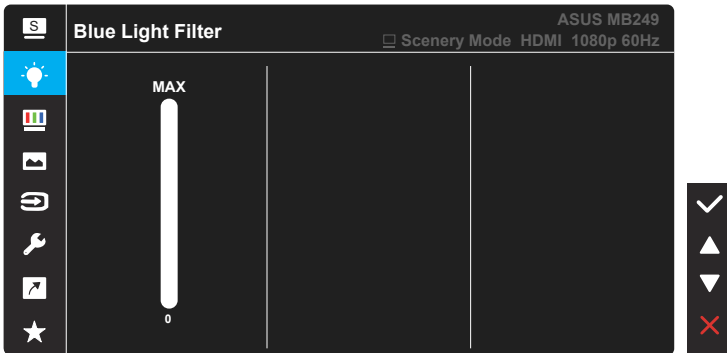 S
Blue Light Filter
ASUS MB249
Scenery Mode HDMI 1080p 60Hz
MAX
0